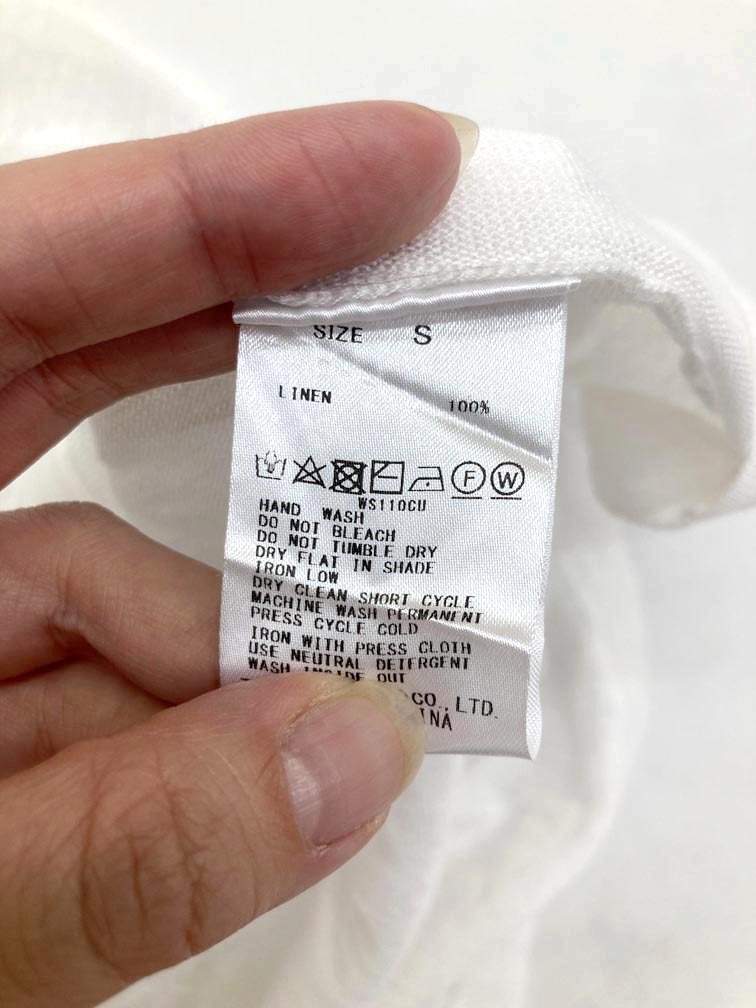 SIZE S
LINEN 100%
F W
WS110CU
HAND WASH
DO NOT BLEACH
DO NOT TUMBLE DRY
DRY FLAT IN SHADE
IRON LOW
DRY CLEAN SHORT CYCLE
MACHINE WASH PERMANENT
PRESS CYCLE COLD
IRON WITH PRESS CLOTH
USE NEUTRAL DETERGENT
WASH INSIDE OUT
CO., LTD.